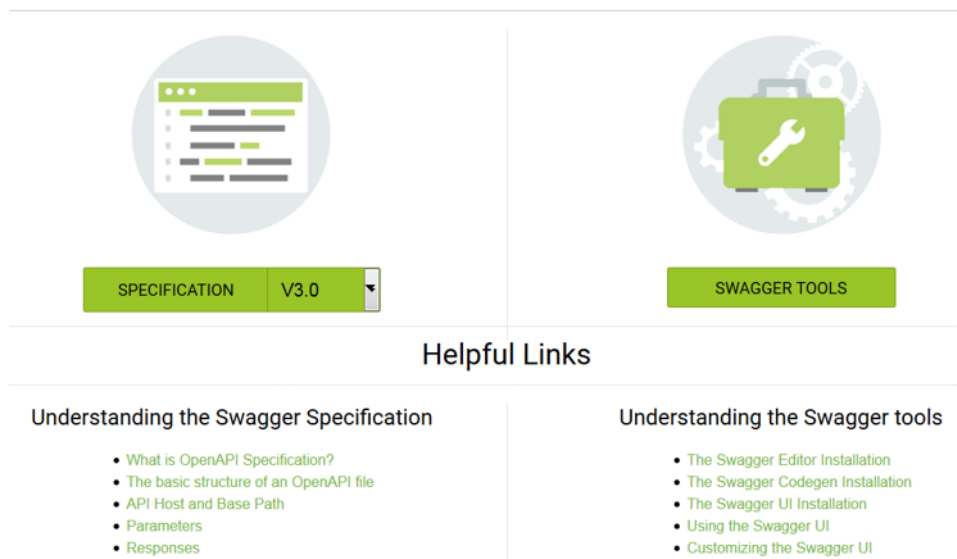 SPECIFICATION V3.0
SWAGGER TOOLS
Helpful Links
Understanding the Swagger Specification
• What is OpenAPI Specification?
• The basic structure of an OpenAPI file
• API Host and Base Path
• Parameters
• Responses
Understanding the Swagger tools
• The Swagger Editor Installation
• The Swagger Codegen Installation
• The Swagger UI Installation
• Using the Swagger UI
• Customizing the Swagger UI